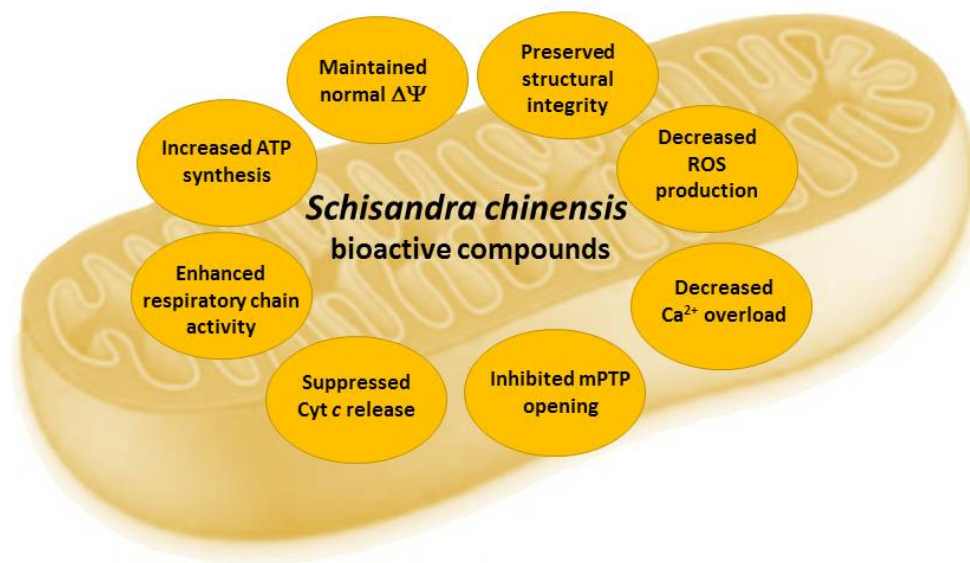 Maintained
normal ΔΨ
Preserved
structural
integrity
Increased ATP
synthesis
Decreased
ROS
production
Schisandra chinensis
bioactive compounds
Enhanced
respiratory chain
activity
Decreased
Ca²⁺ overload
Suppressed
Cyt c release
Inhibited mPTP
opening